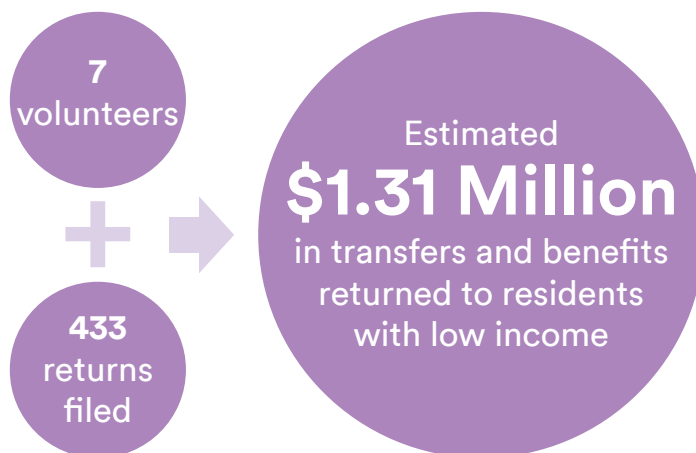 7
volunteers
433
returns
filed
Estimated
$1.31 Million
in transfers and benefits
returned to residents
with low income